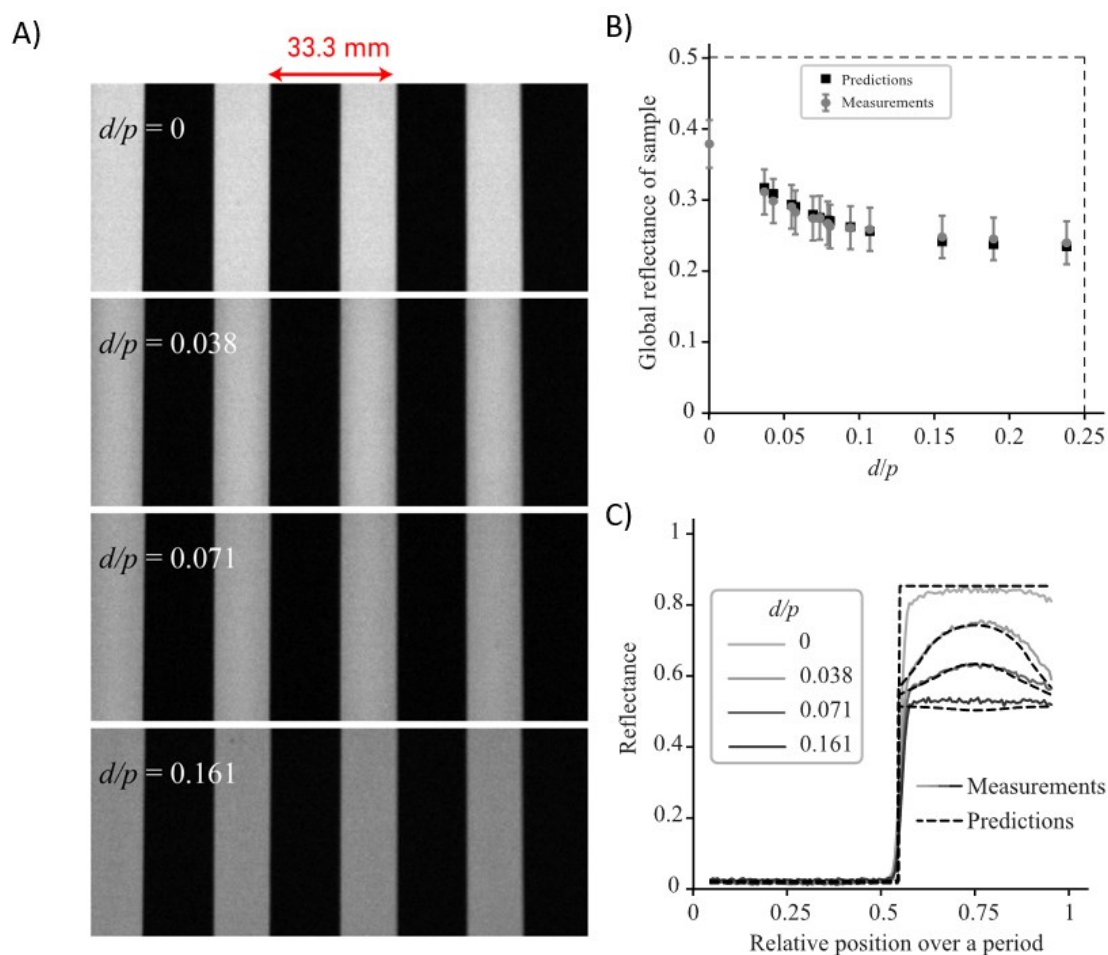 A)
33.3 mm
d/p = 0
d/p = 0.038
d/p = 0.071
d/p = 0.161
B)
0.5
0.4
0.3
0.2
0.1
0
Global reflectance of sample
Predictions
Measurements
0 0.05 0.1 0.15 0.2 0.25
d/p
C)
1
0.8
0.6
0.4
0.2
0
Reflectance
d/p
0
0.038
0.071
0.161
Measurements
Predictions
0 0.25 0.5 0.75 1
Relative position over a period